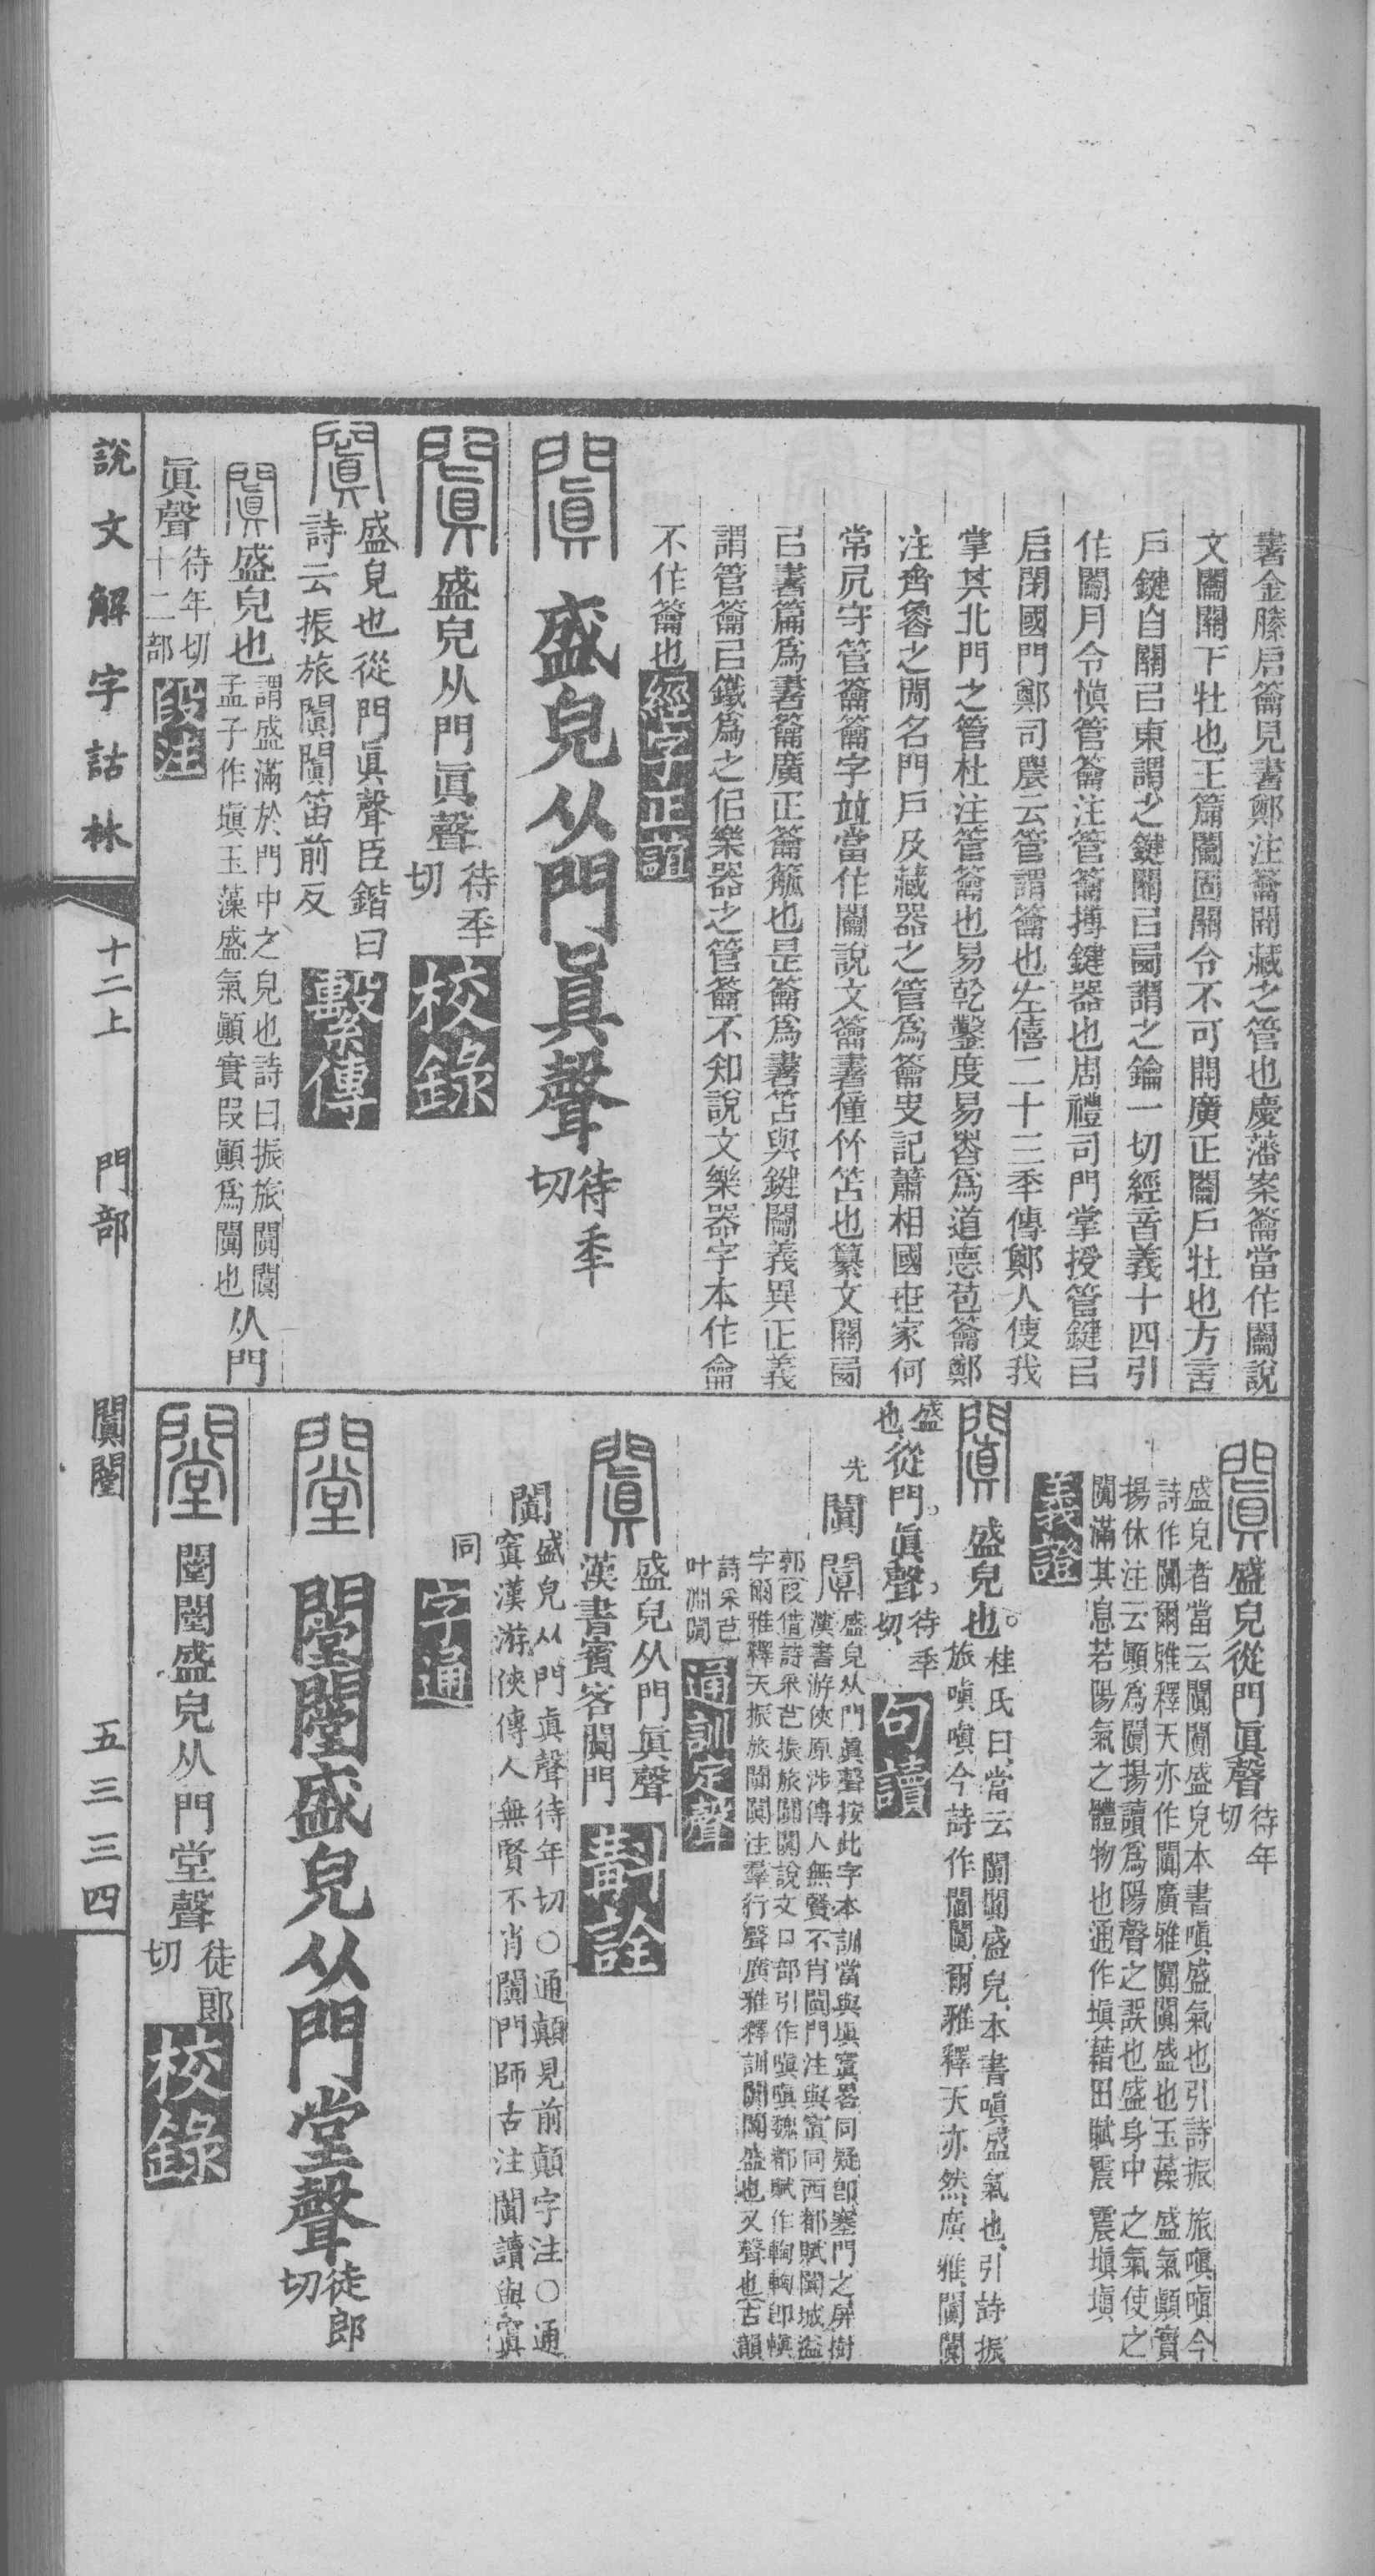 書金縢启籥見書鄭注籥開藏之管也慶藩案籥當作闟說
文闟關下牡也王篇闟固關令不可開廣正闟戶牡也方言
戶鍵自關㠯東謂之鍵關㠯㢴謂之鑰一切經音義十四引
作闟月令愼管籥注管籥搏鍵器也周禮司門掌授管鍵㠯
启閉國門鄭司農云管謂籥也左僖二十三秊傳鄭人使我
掌其北門之管杜注管籥也易乾鑿度易者爲道悳苞籥鄭
注齊魯之閒名門戶及藏器之管爲籥史記蕭相國世家何
常凥守管籥籥字竝當作闟說文籥書僮竹笘也纂文關㢴
㠯書篇爲書籥廣正籥觚也是籥爲書笘與鍵闟義異正義
謂管籥㠯鐵爲之佀樂器之管籥不知說文樂器字本作龠
不作籥也經字正誼
闐 盛皃从門眞聲待秊切
闐 盛皃从門眞聲待秊切校錄
闐 盛皃也從門眞聲臣鍇曰
詩云振旅闐闐笛前反繫傳
闐 盛皃也謂盛滿於門中之皃也詩曰振旅闐闐
孟子作塡玉藻盛氣顚實叚顚爲闐也从門
眞聲待年切十二部段注
闐 盛皃從門眞聲待年切
盛皃者當云闐闐盛皃本書嗔盛氣也引詩振旅嗔嗔今
詩作闐爾雅釋天亦作闐廣雅闐闐盛也玉藻盛氣顚實
揚休注云顚爲闐揚讀爲陽聲之誤也盛身中之氣使之
闐滿其息若陽氣之體物也通作塡藉田賦震震塡塡
義證
闐 盛皃也。桂氏曰當云闐闐盛皃本書嗔盛氣也引詩振
旅嗔嗔今詩作闐闐爾雅釋天亦然廣雅闐闐
盛也從門眞聲待秊切句讀
先闐闐 盛皃从門眞聲按此字本訓當與塡窴畧同疑卽塞門之屏樹
漢書游俠原涉傳人無賢不肖闐門注與窴同西都賦闐城溢
郭叚借詩采芑振旅闐闐說文口部引作嗔嗔魏都賦作輷輷卽嗔
字爾雅釋天振旅闐闐注羣行聲廣雅釋訓闐闐盛也又聲也古韻
詩采芑
叶淵闐通訓定聲
闐 盛皃从門眞聲
漢書賓客闐門斠詮
闐 盛皃从門眞聲待年切〇通顚見前顚字注〇通
窴漢游俠傳人無賢不肖闐門師古注闐讀與窴
同字通
闛 闛闛盛皃从門堂聲徒郎切
闛 闛闛盛皃从門堂聲徒郎切校錄
說文解字詁林 十二上 門部 闐闛 五三三四